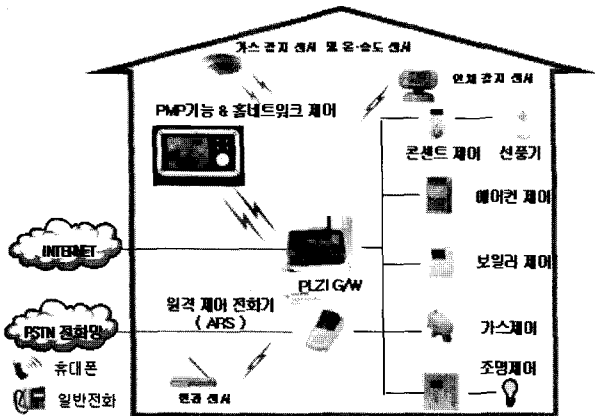 가스 감지 센서 및 온·습도 센서
인체 감지 센서
PMP기능 & 홈네트워크 제어
콘센트 제어
선풍기
에어컨 제어
INTERNET
보일러 제어
PLZI G/W
원격 제어 전화기
( ARS )
PSTN 전화망
가스제어
휴대폰
조명제어
일반전화
센서